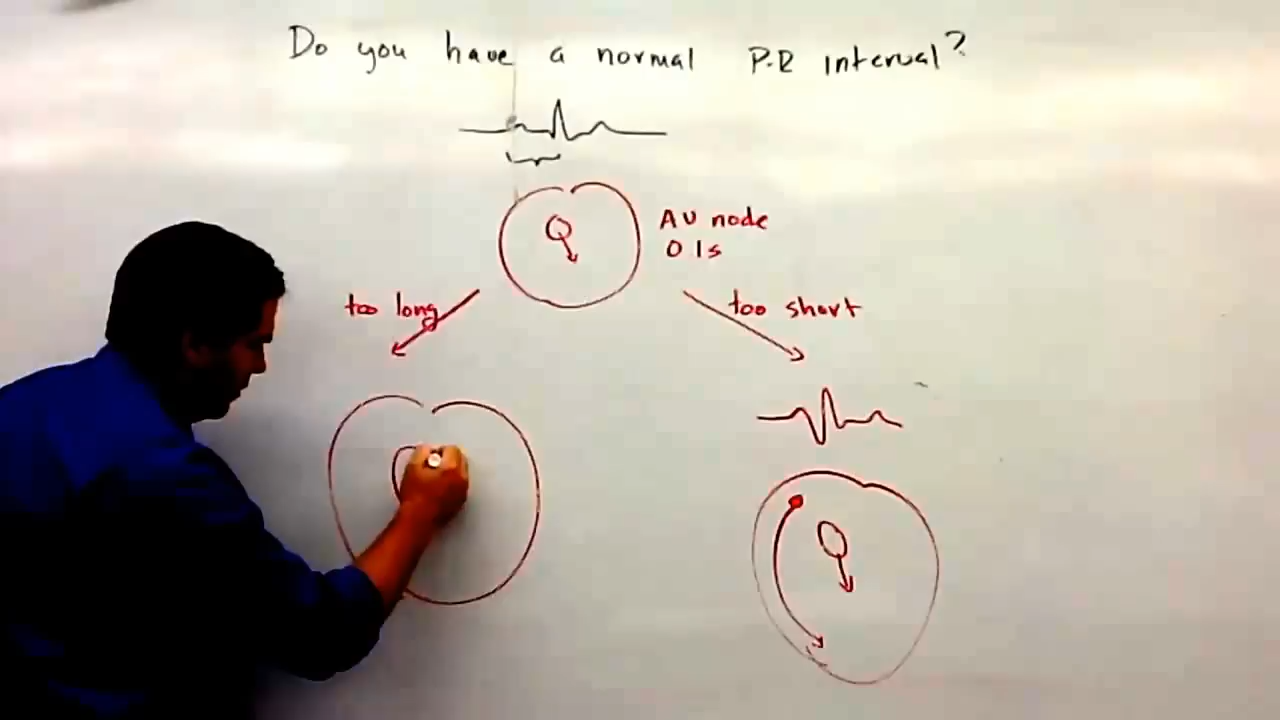 Do you have a normal P-R interval?
AV node
0.1s
too long
too short